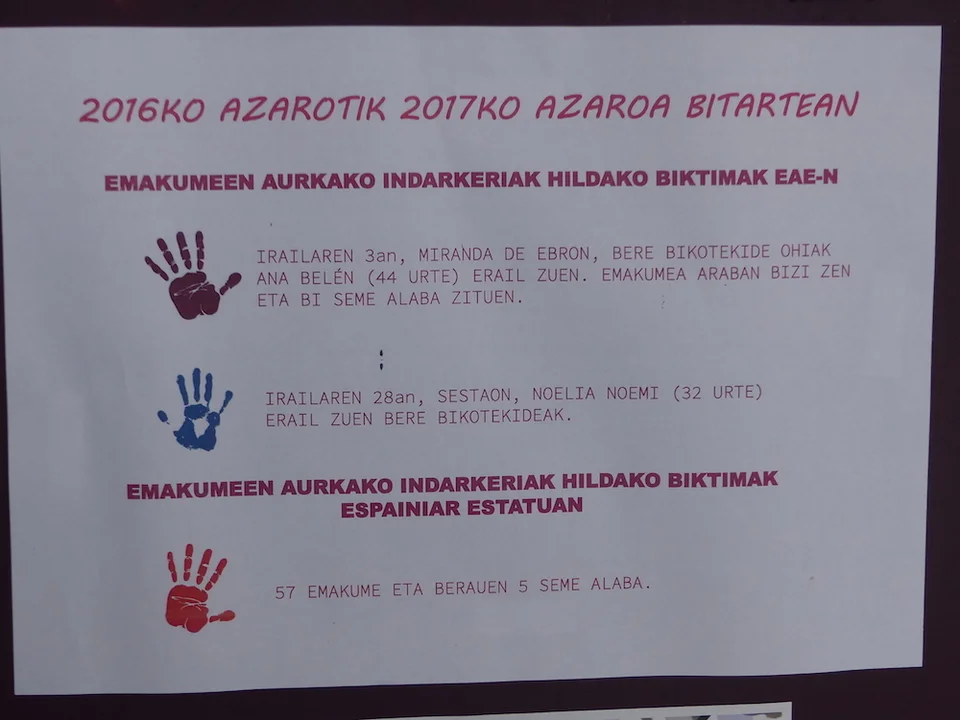 2016KO AZAROTIK 2017KO AZAROA BITARTEAN
EMAKUMEEN AURKAKO INDARKERIAK HILDAKO BIKTIMAK EAE-N
IRAILAREN 3an, MIRANDA DE EBRON, BERE BIKOTEKIDE OHIAK
ANA BELÉN (44 URTE) ERAIL ZUEN. EMAKUMEA ARABAN BIZI ZEN
ETA BI SEME ALABA ZITUEN.
IRAILAREN 28an, SESTAON, NOELIA NOEMI (32 URTE)
ERAIL ZUEN BERE BIKOTEKIDEAK.
EMAKUMEEN AURKAKO INDARKERIAK HILDAKO BIKTIMAK
ESPAINIAR ESTATUAN
57 EMAKUME ETA BERAUEN 5 SEME ALABA.